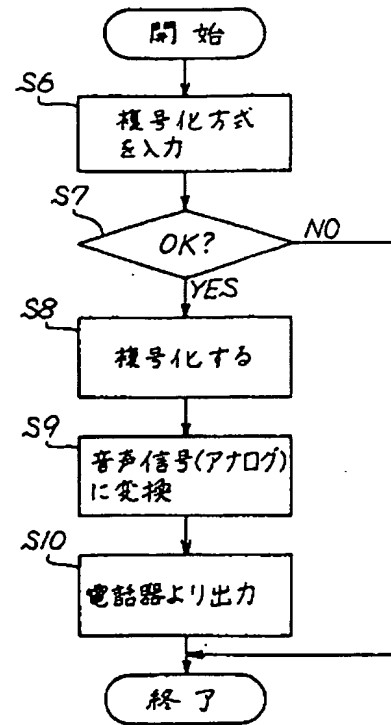 開始
S6
複号化方式
を入力
S7
OK?
NO
YES
S8
複号化する
S9
音声信号(アナログ)
に変換
S10
電話器より出力
終了